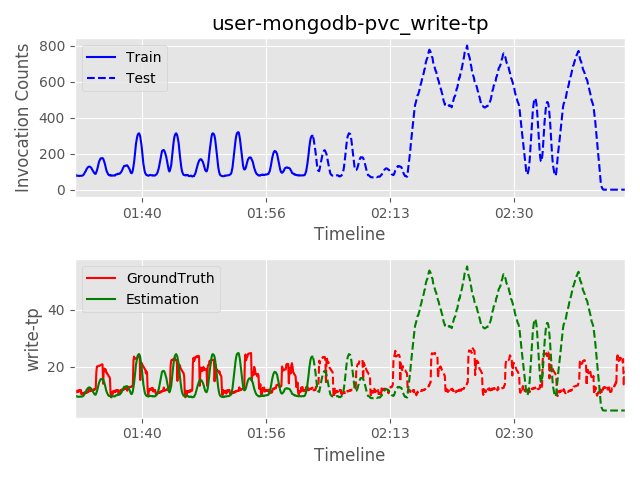 user-mongodb-pvc_write-tp
Invocation Counts
800
600
400
200
0
Train
Test
01:40
01:56
02:13
02:30
Timeline
write-tp
40
20
GroundTruth
Estimation
01:40
01:56
02:13
02:30
Timeline